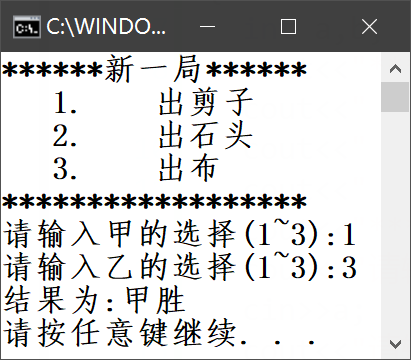 C:\WINDO...
******新一局******
1. 出剪子
2. 出石头
3. 出布
******************
请输入甲的选择(1~3):1
请输入乙的选择(1~3):3
结果为:甲胜
请按任意键继续. . .